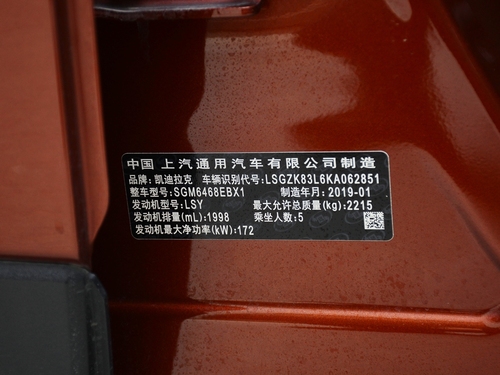 中国 上汽通用汽车有限公司制造
品牌:凯迪拉克 车辆识别代号:LSGZK83L6KA062851
整车型号:SGM6468EBX1 制造年月:2019-01
发动机型号:LSY 最大允许总质量(kg):2215
发动机排量(mL):1998 乘坐人数:5
发动机最大净功率(kW):172